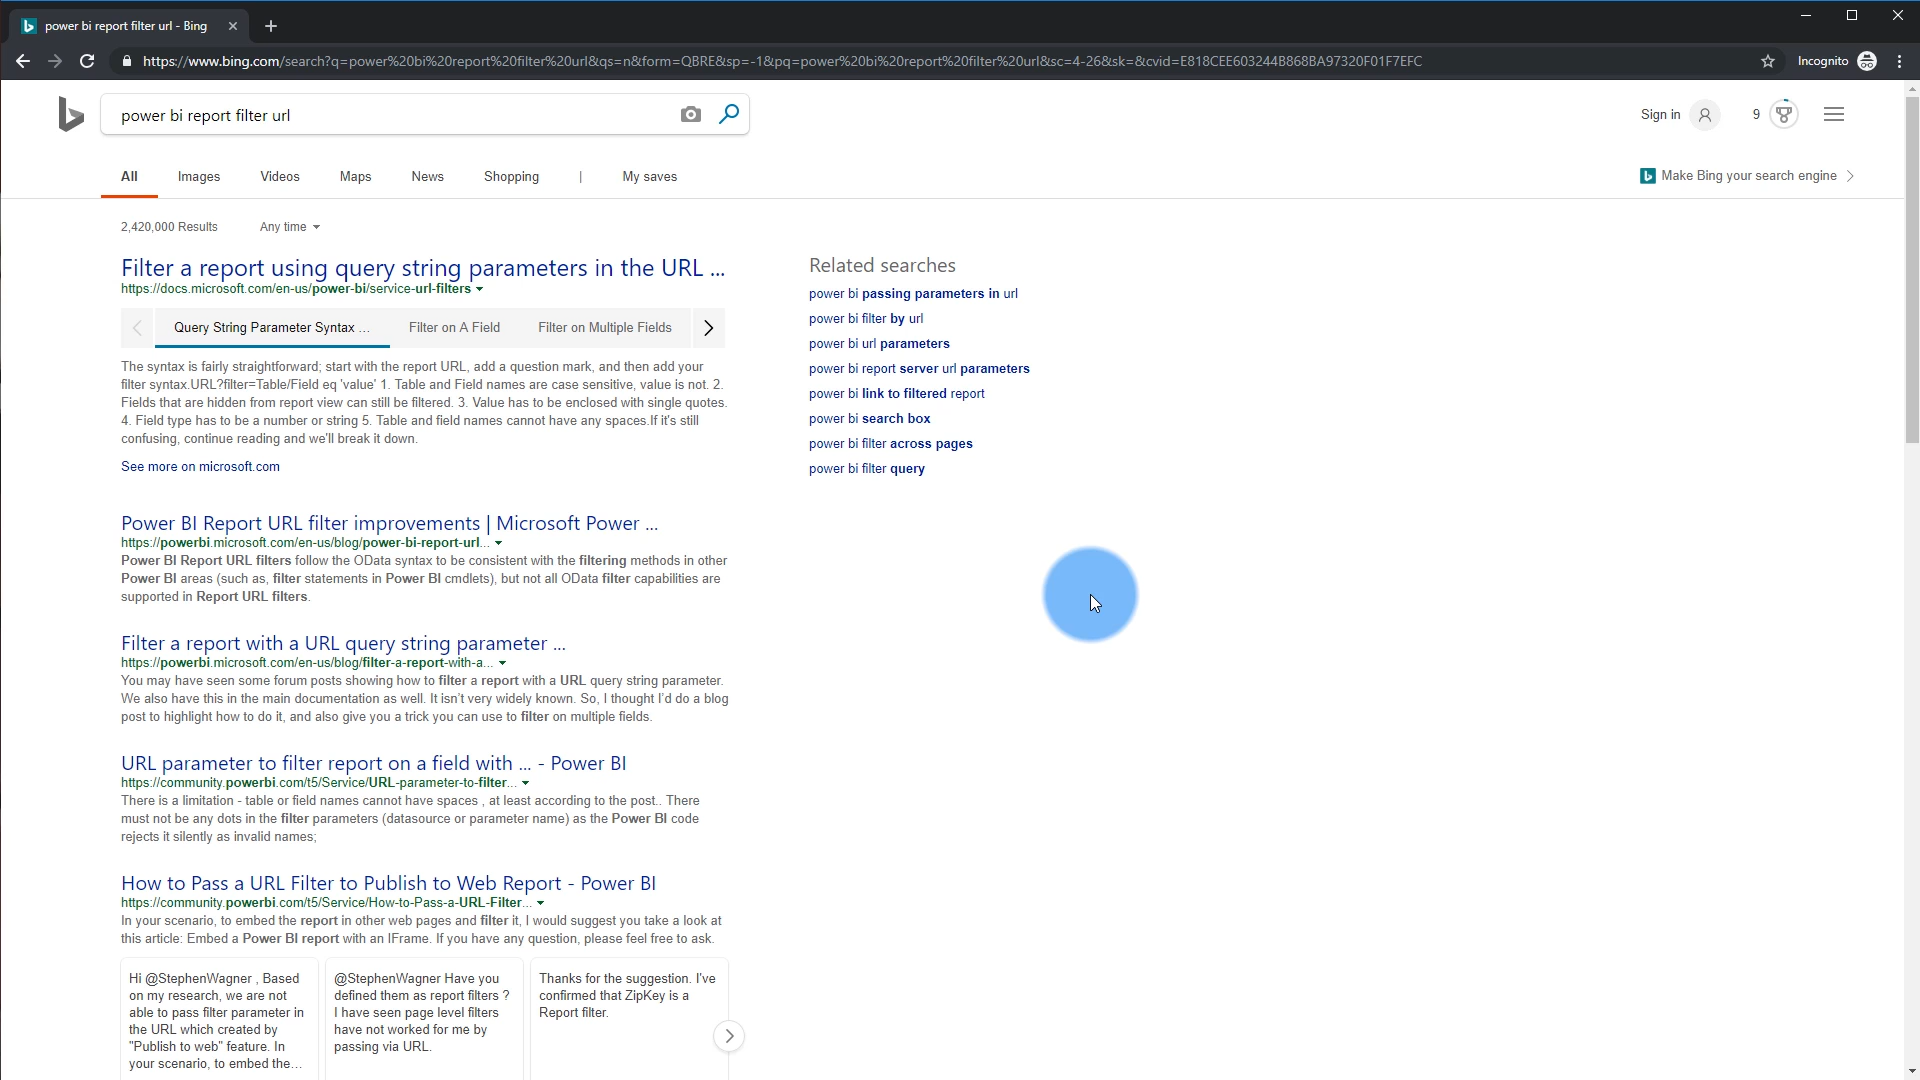 power bi report filter url - Bing
https://www.bing.com/search?q=power%20bi%20report%20filter%20url&qs=n&form=QBRE&sp=-1&pq=power%20bi%20report%20filter%20url&sc=4-26&sk=&cvid=E818CEE603244B868BA97320F01F7EFC
Incognito
power bi report filter url
Sign in
9
All
Images
Videos
Maps
News
Shopping
|
My saves
Make Bing your search engine
2,420,000 Results
Any time
Filter a report using query string parameters in the URL ...
https://docs.microsoft.com/en-us/power-bi/service-url-filters
Query String Parameter Syntax ...
Filter on A Field
Filter on Multiple Fields
The syntax is fairly straightforward; start with the report URL, add a question mark, and then add your
filter syntax.URL?filter=Table/Field eq 'value' 1. Table and Field names are case sensitive, value is not. 2.
Fields that are hidden from report view can still be filtered. 3. Value has to be enclosed with single quotes.
4. Field type has to be a number or string 5. Table and field names cannot have any spaces.If it's still
confusing, continue reading and we'll break it down.
See more on microsoft.com
Power BI Report URL filter improvements | Microsoft Power ...
https://powerbi.microsoft.com/en-us/blog/power-bi-report-url...
Power BI Report URL filters follow the OData syntax to be consistent with the filtering methods in other
Power BI areas (such as, filter statements in Power BI cmdlets), but not all OData filter capabilities are
supported in Report URL filters.
Filter a report with a URL query string parameter ...
https://powerbi.microsoft.com/en-us/blog/filter-a-report-with-a...
You may have seen some forum posts showing how to filter a report with a URL query string parameter.
We also have this in the main documentation as well. It isn't very widely known. So, I thought I'd do a blog
post to highlight how to do it, and also give you a trick you can use to filter on multiple fields.
URL parameter to filter report on a field with ... - Power BI
https://community.powerbi.com/t5/Service/URL-parameter-to-filter...
There is a limitation - table or field names cannot have spaces , at least according to the post.. There
must not be any dots in the filter parameters (datasource or parameter name) as the Power BI code
rejects it silently as invalid names;
How to Pass a URL Filter to Publish to Web Report - Power BI
https://community.powerbi.com/t5/Service/How-to-Pass-a-URL-Filter...
In your scenario, to embed the report in other web pages and filter it, I would suggest you take a look at
this article: Embed a Power BI report with an IFrame. If you have any question, please feel free to ask.
Hi @StephenWagner , Based
on my research, we are not
able to pass filter parameter in
the URL which created by
"Publish to web" feature. In
your scenario, to embed the...
@StephenWagner Have you
defined them as report filters ?
I have seen page level filters
have not worked for me by
passing via URL.
Thanks for the suggestion. I've
confirmed that ZipKey is a
Report filter.
Related searches
power bi passing parameters in url
power bi filter by url
power bi url parameters
power bi report server url parameters
power bi link to filtered report
power bi search box
power bi filter across pages
power bi filter query